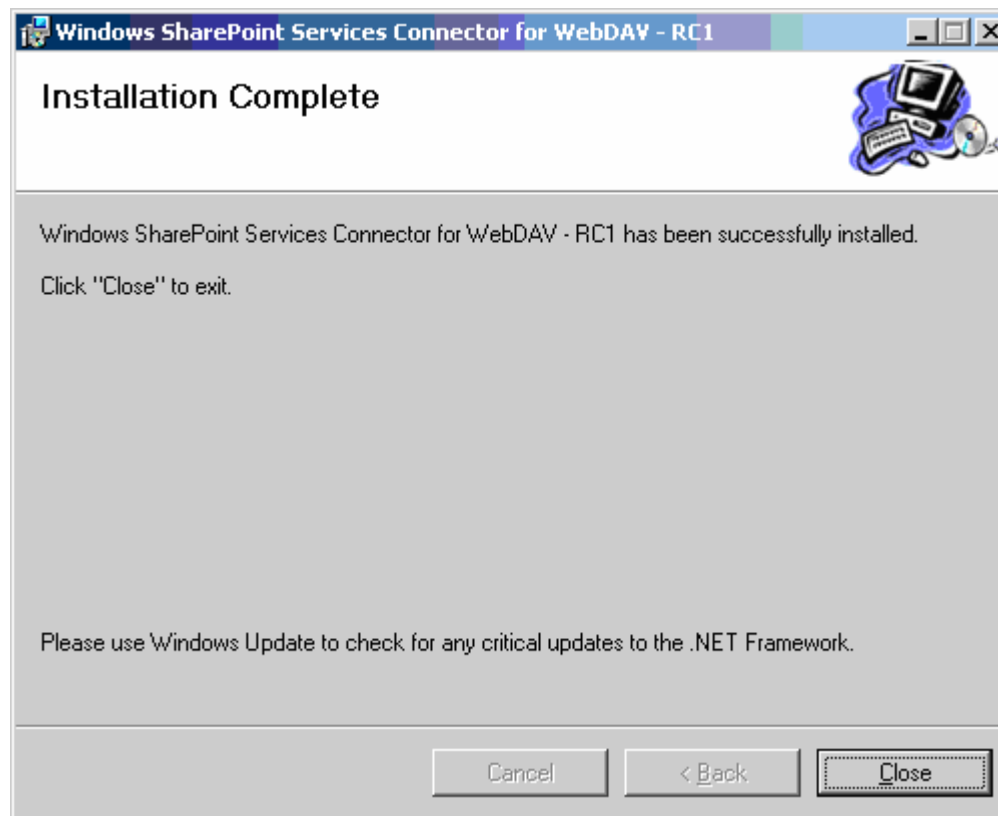 Windows SharePoint Services Connector for WebDAV - RC1
Installation Complete
Windows SharePoint Services Connector for WebDAV - RC1 has been successfully installed.
Click "Close" to exit.
Please use Windows Update to check for any critical updates to the .NET Framework.
Cancel
< Back
Close